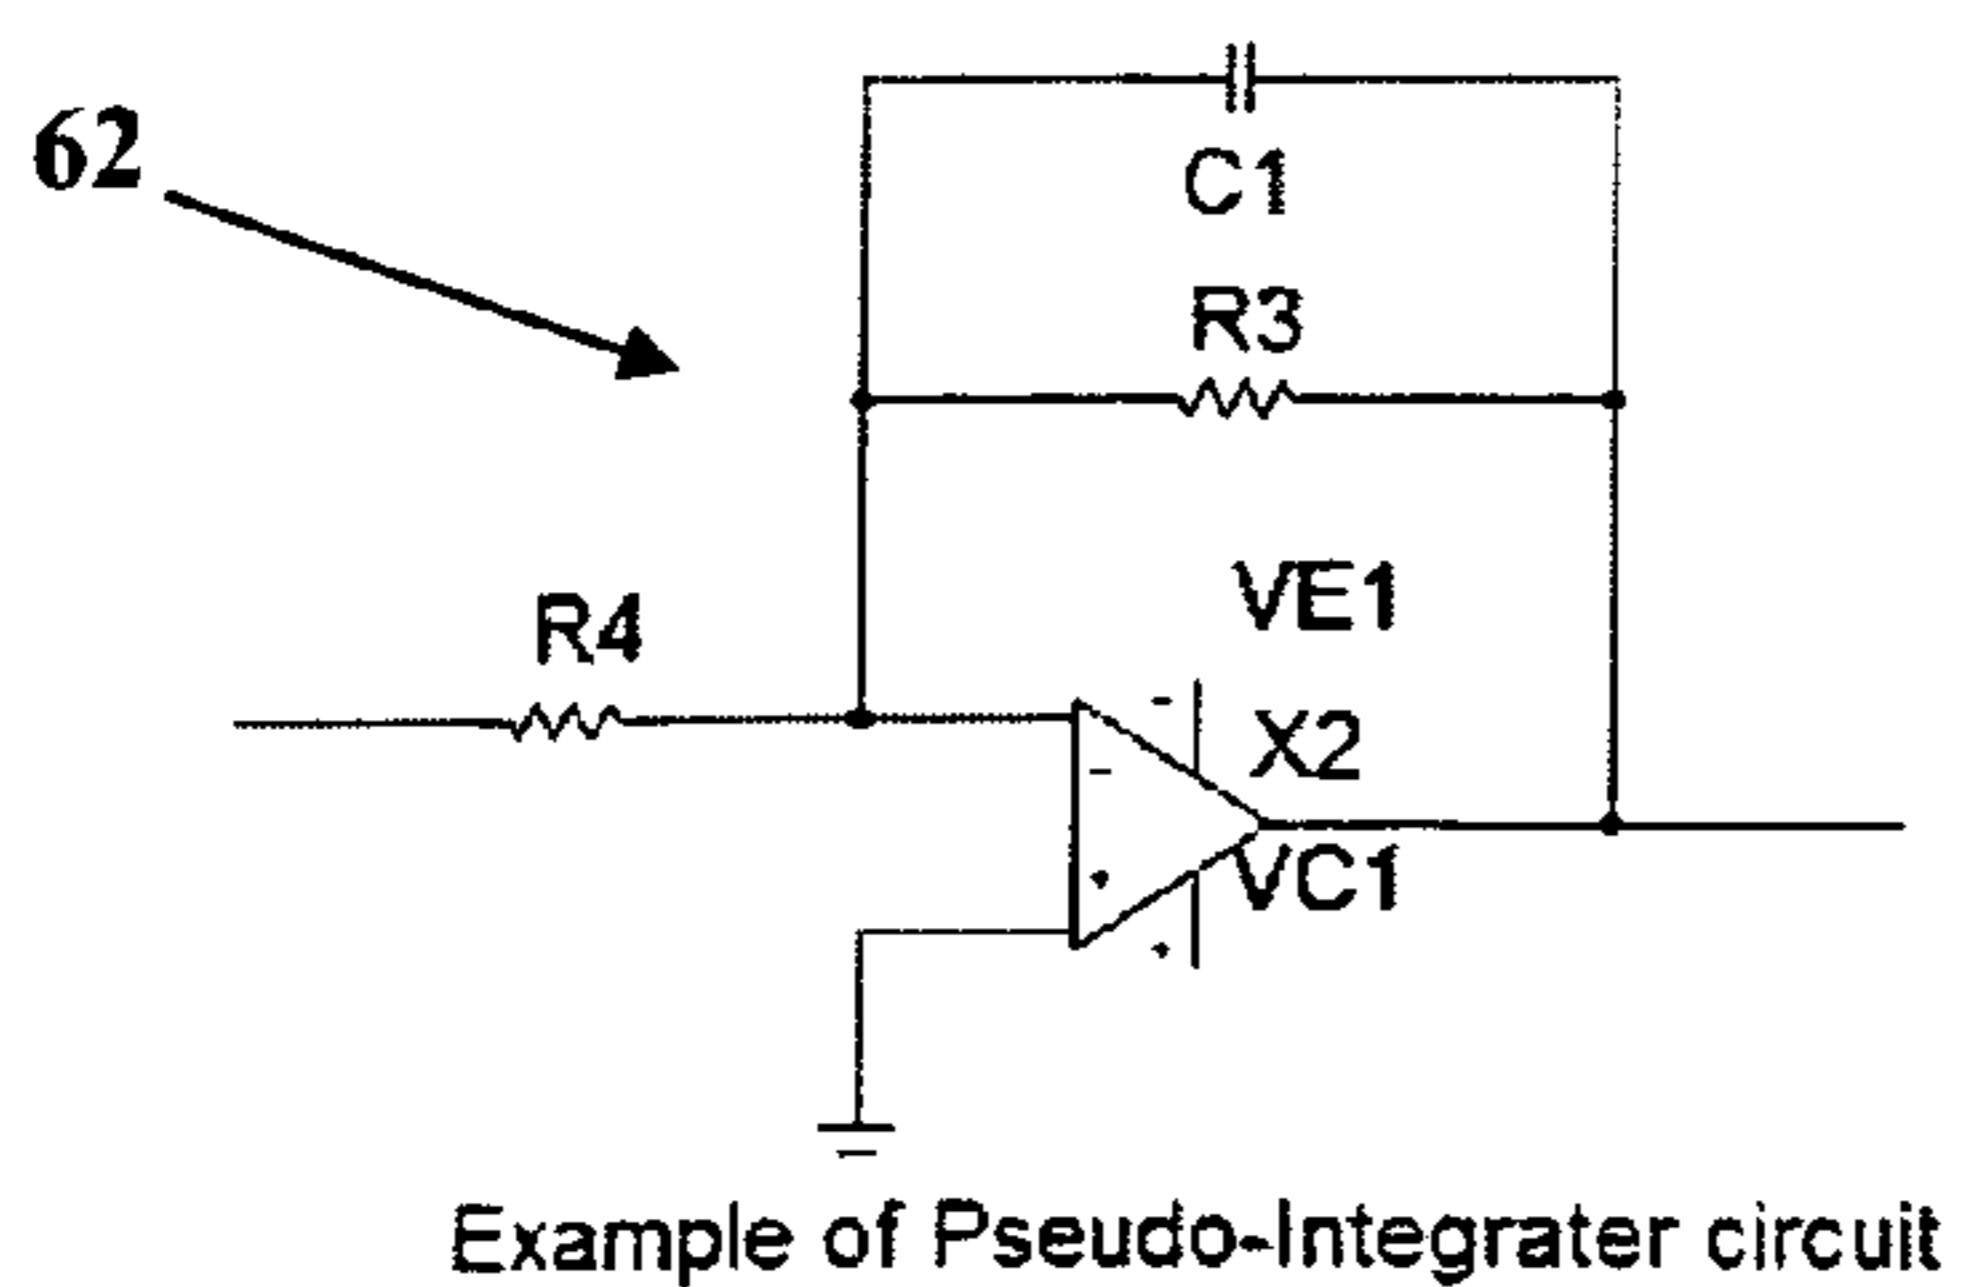 62
C1
R3
R4
VE1
-
X2
-
VC1
+
+
Example of Pseudo-Integrater circuit